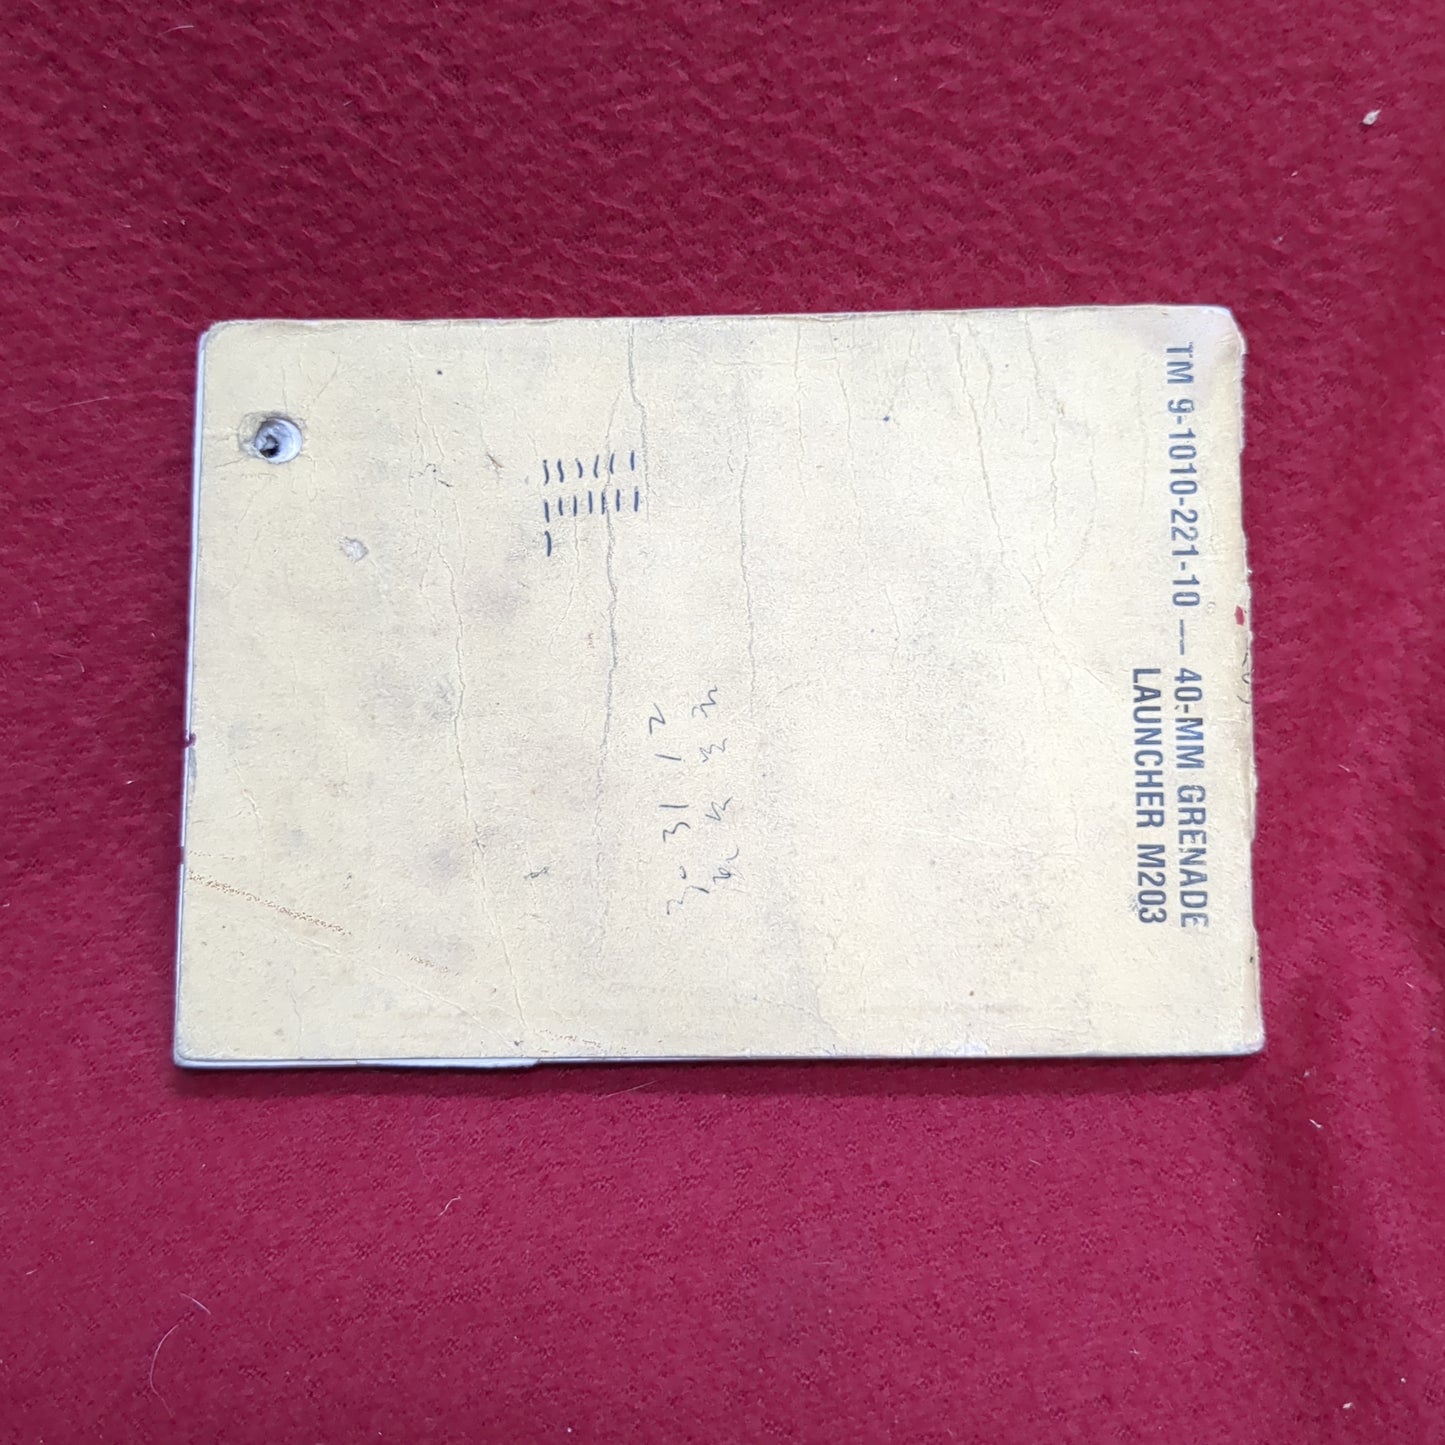 TM 9-1010-221-10 — 40-MM GRENADE
LAUNCHER M203